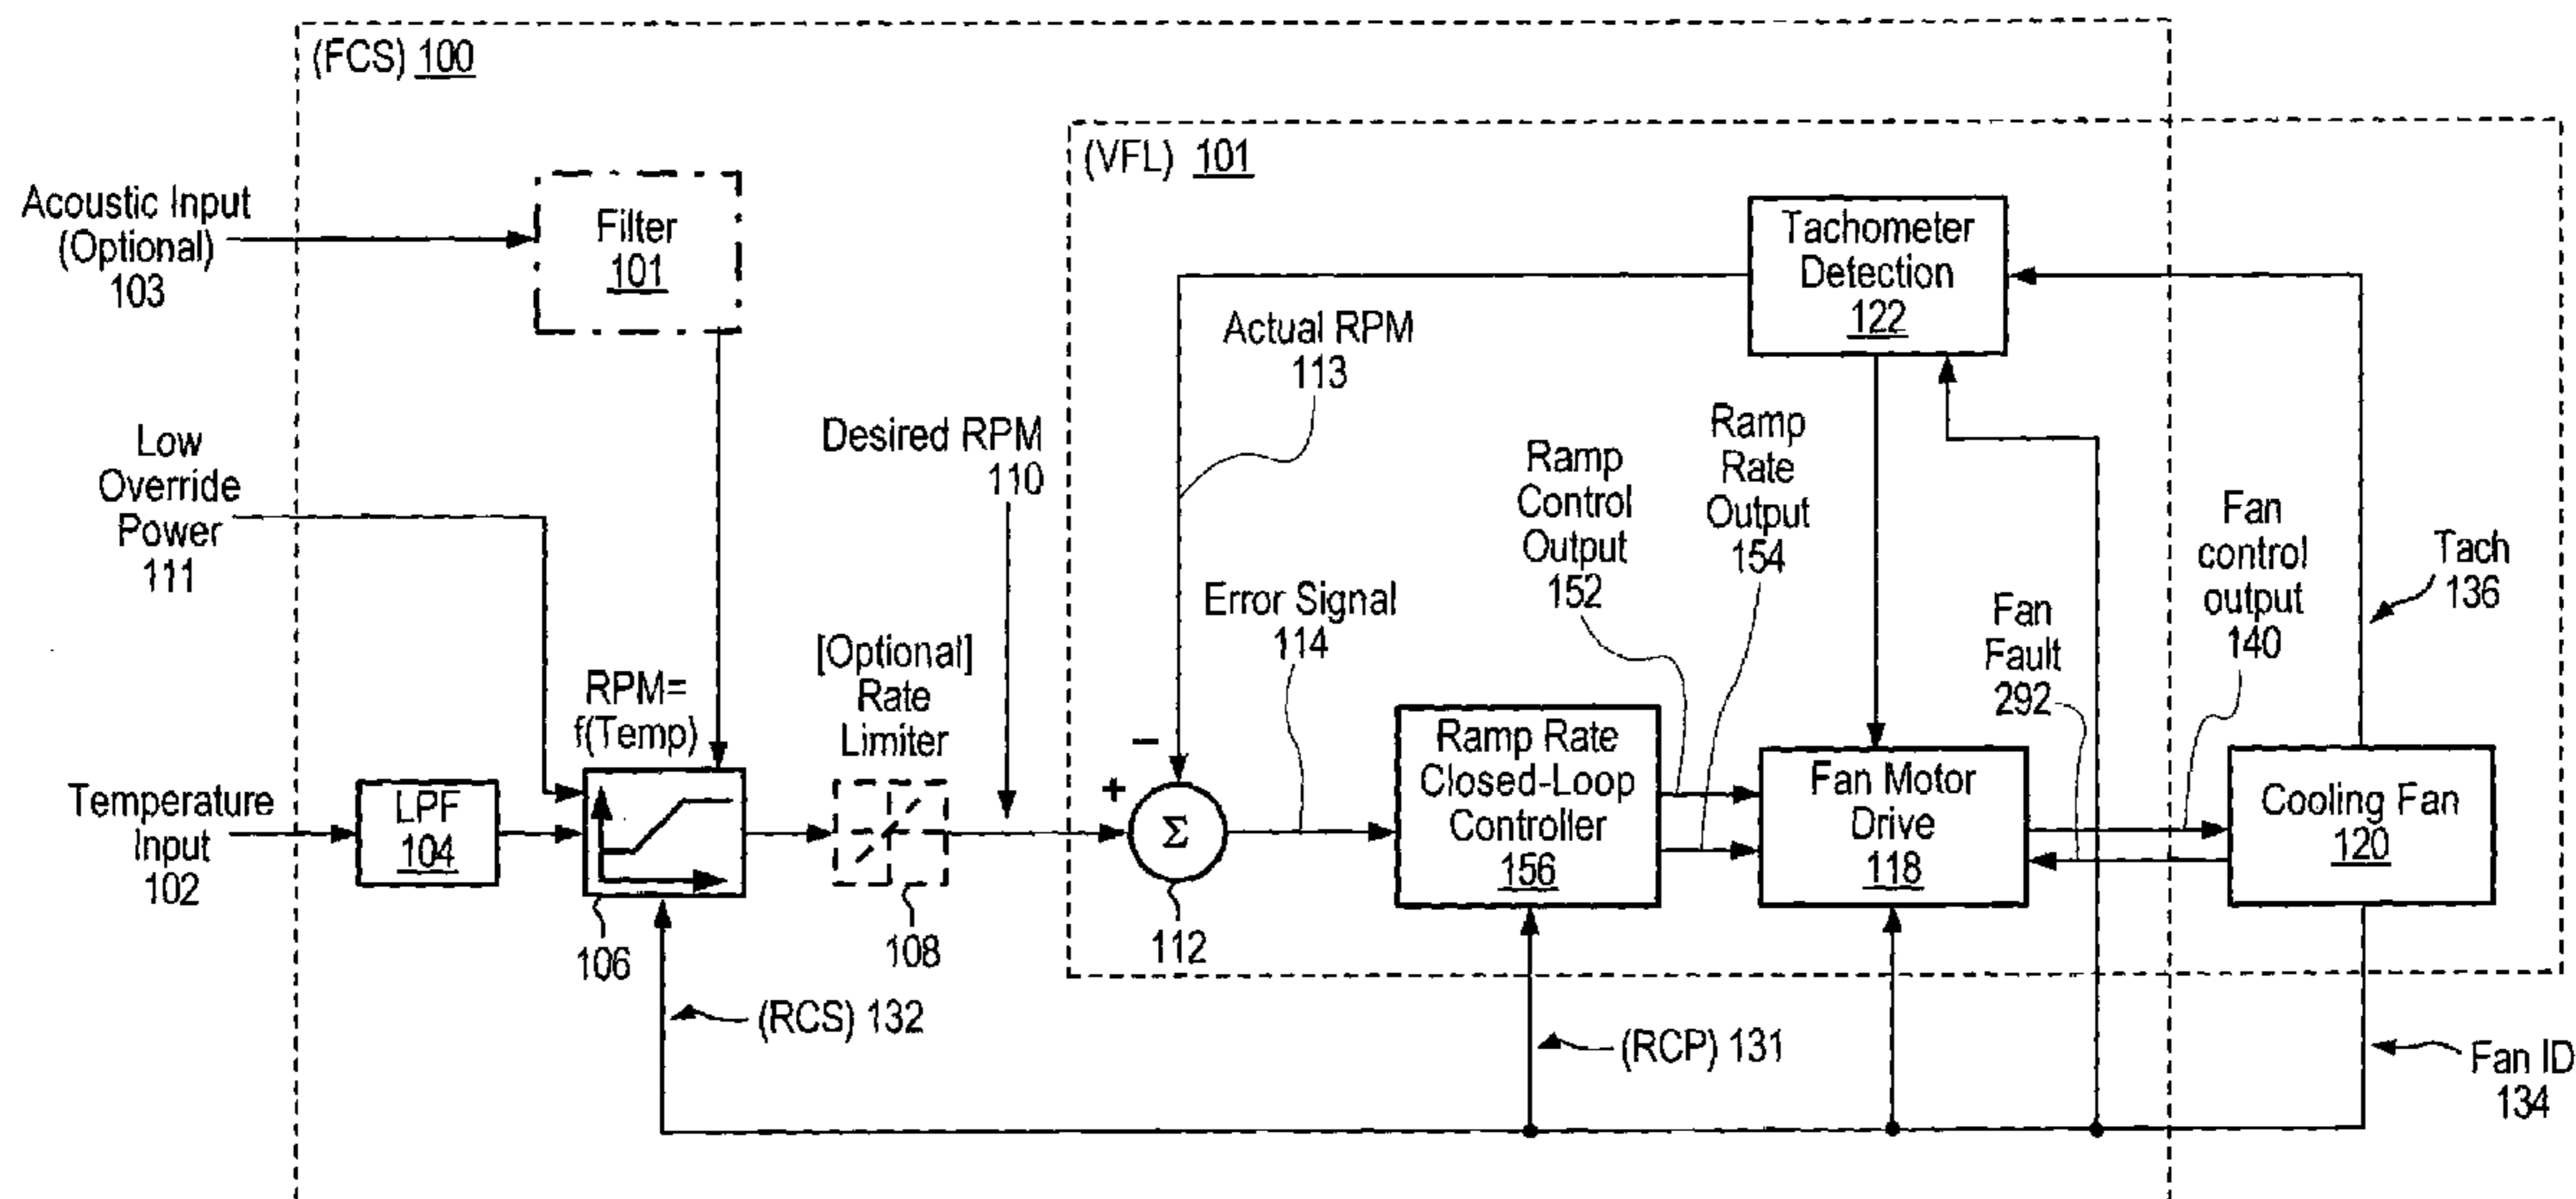 (FCS) 100
(VFL) 101
Acoustic Input
(Optional)
103
Filter
101
Tachometer
Detection
122
Actual RPM
113
Low
Override
Power
111
Desired RPM
110
Ramp
Control
Output
152
Ramp
Rate
Output
154
Fan
control
output
140
Tach
136
Error Signal
114
Fan
Fault
292
[Optional]
Rate
Limiter
RPM=
f(Temp)
Temperature
Input
102
LPF
104
−
+
Σ
Ramp Rate
Closed-Loop
Controller
156
Fan Motor
Drive
118
Cooling Fan
120
106
108
112
(RCS) 132
(RCP) 131
Fan ID
134